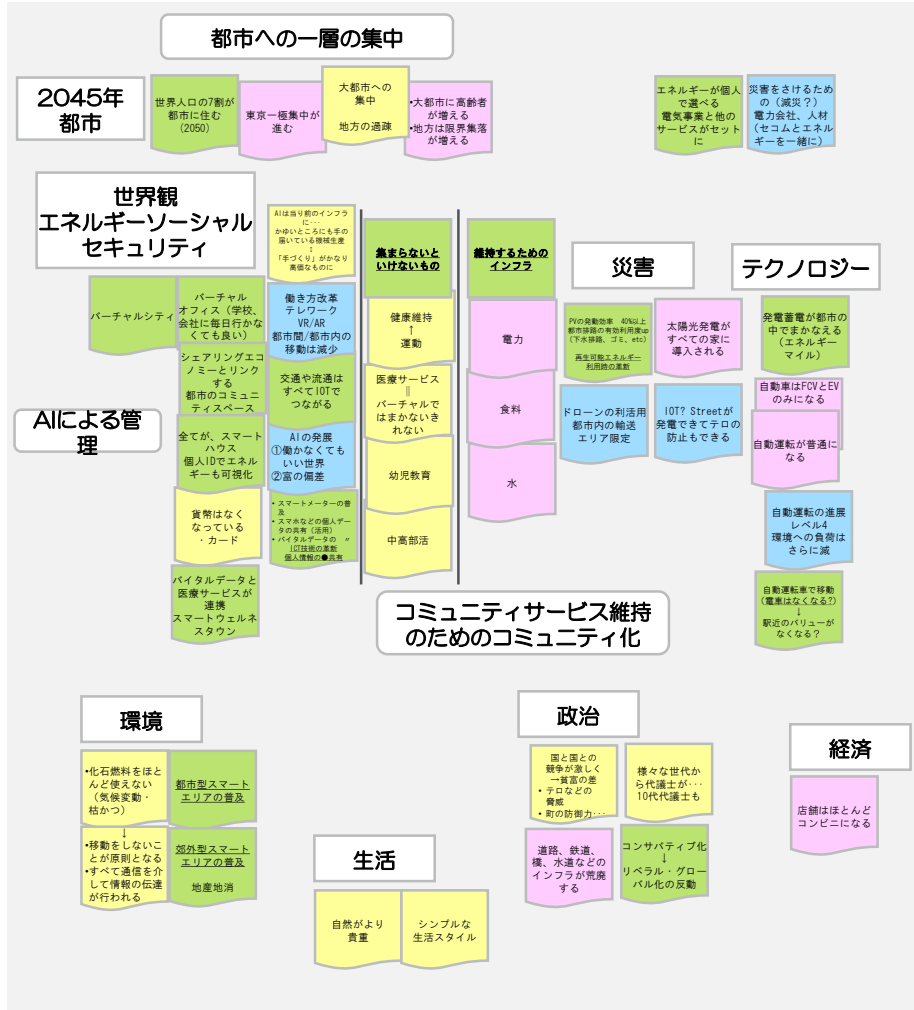 都市への一層の集中
2045年
都市
世界人口の7割が
都市に住む
(2050)
東京一極集中が
進む
大都市への
集中
地方の過疎
•大都市に高齢者
が増える
•地方は限界集落
が増える
エネルギーが個人
で選べる
電気事業と他の
サービスがセット
に
災害をさけるため
の（減災？）
電力会社、人材
（セコムとエネル
ギーを一緒に）
世界観
エネルギーソーシャル
セキュリティ
AIは当り前のインフラ
に…
かゆいところにも手の
届いている機械生産
↕
「手づくり」がかなり
高価なものに
集まらないと
いけないもの
維持するための
インフラ
災害
テクノロジー
バーチャルシティ
バーチャル
オフィス（学校、
会社に毎日行かな
くても良い）
働き方改革
テレワーク
VR/AR
都市間/都市内の
移動は減少
健康維持
↑
運動
電力
PVの発動効率　40%以上
都市排路の有効利用度up
(下水排路、ゴミ、etc)
再生可能エネルギー
利用時の革新
太陽光発電が
すべての家に
導入される
発電蓄電が都市の
中でまかなえる
（エネルギー
マイル）
シェアリングエコ
ノミーとリンク
する
都市のコミュニ
ティスペース
交通や流通は
すべてIOTで
つながる
医療サービス
‖
バーチャルで
はまかないき
れない
食料
ドローンの利活用
都市内の輸送
エリア限定
IOT? Streetが
発電できてテロの
防止もできる
自動車はFCVとEV
のみになる
AIによる管
理
全てが、スマート
ハウス
個人IDでエネル
ギーも可視化
AIの発展
①働かなくても
いい世界
②富の偏差
幼児教育
水
自動運転が普通に
なる
貨幣はなく
なっている
・カード
• スマートメーターの普
及
• スマホなどの個人デー
タの共有（活用）
• バイタルデータの　〃
ICT技術の革新
個人情報の●共有
中高部活
自動運転の進展
レベル4
環境への負荷は
さらに減
バイタルデータと
医療サービスが
連携
スマートウェルネ
スタウン
コミュニティサービス維持
のためのコミュニティ化
自動運転車で移動
(電車はなくなる?)
↓
駅近のバリューが
なくなる？
環境
政治
経済
•化石燃料をほと
んど使えない
（気候変動・
枯かつ）
都市型スマート
エリアの普及
国と国との
競争が激しく
→貧富の差
• テロなどの
脅威
• 町の防御力…
様々な世代か
ら代議士が…
10代代議士も
店舗はほとんど
コンビニになる
↓
•移動をしないこ
とが原則となる
•すべて通信を介
して情報の伝達
が行われる
郊外型スマート
エリアの普及
地産地消
道路、鉄道、
橋、水道などの
インフラが荒廃
する
コンサバティブ化
↓
リベラル・グロー
バル化の反動
生活
自然がより
貴重
シンプルな
生活スタイル